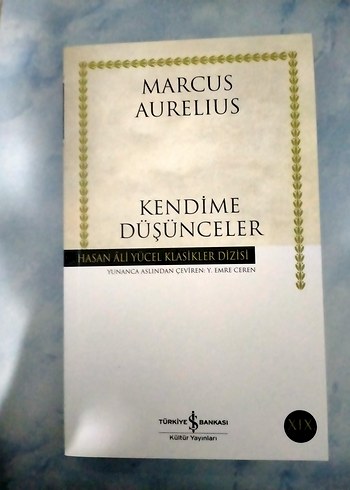 MARCUS
AURELIUS
KENDİME
DÜŞÜNCELER
HASAN ÂLİ YÜCEL KLASİKLER DİZİSİ
YUNANCA ASLINDAN ÇEVİREN: Y. EMRE CEREN
TÜRKİYE İŞ BANKASI
Kültür Yayınları
XIX